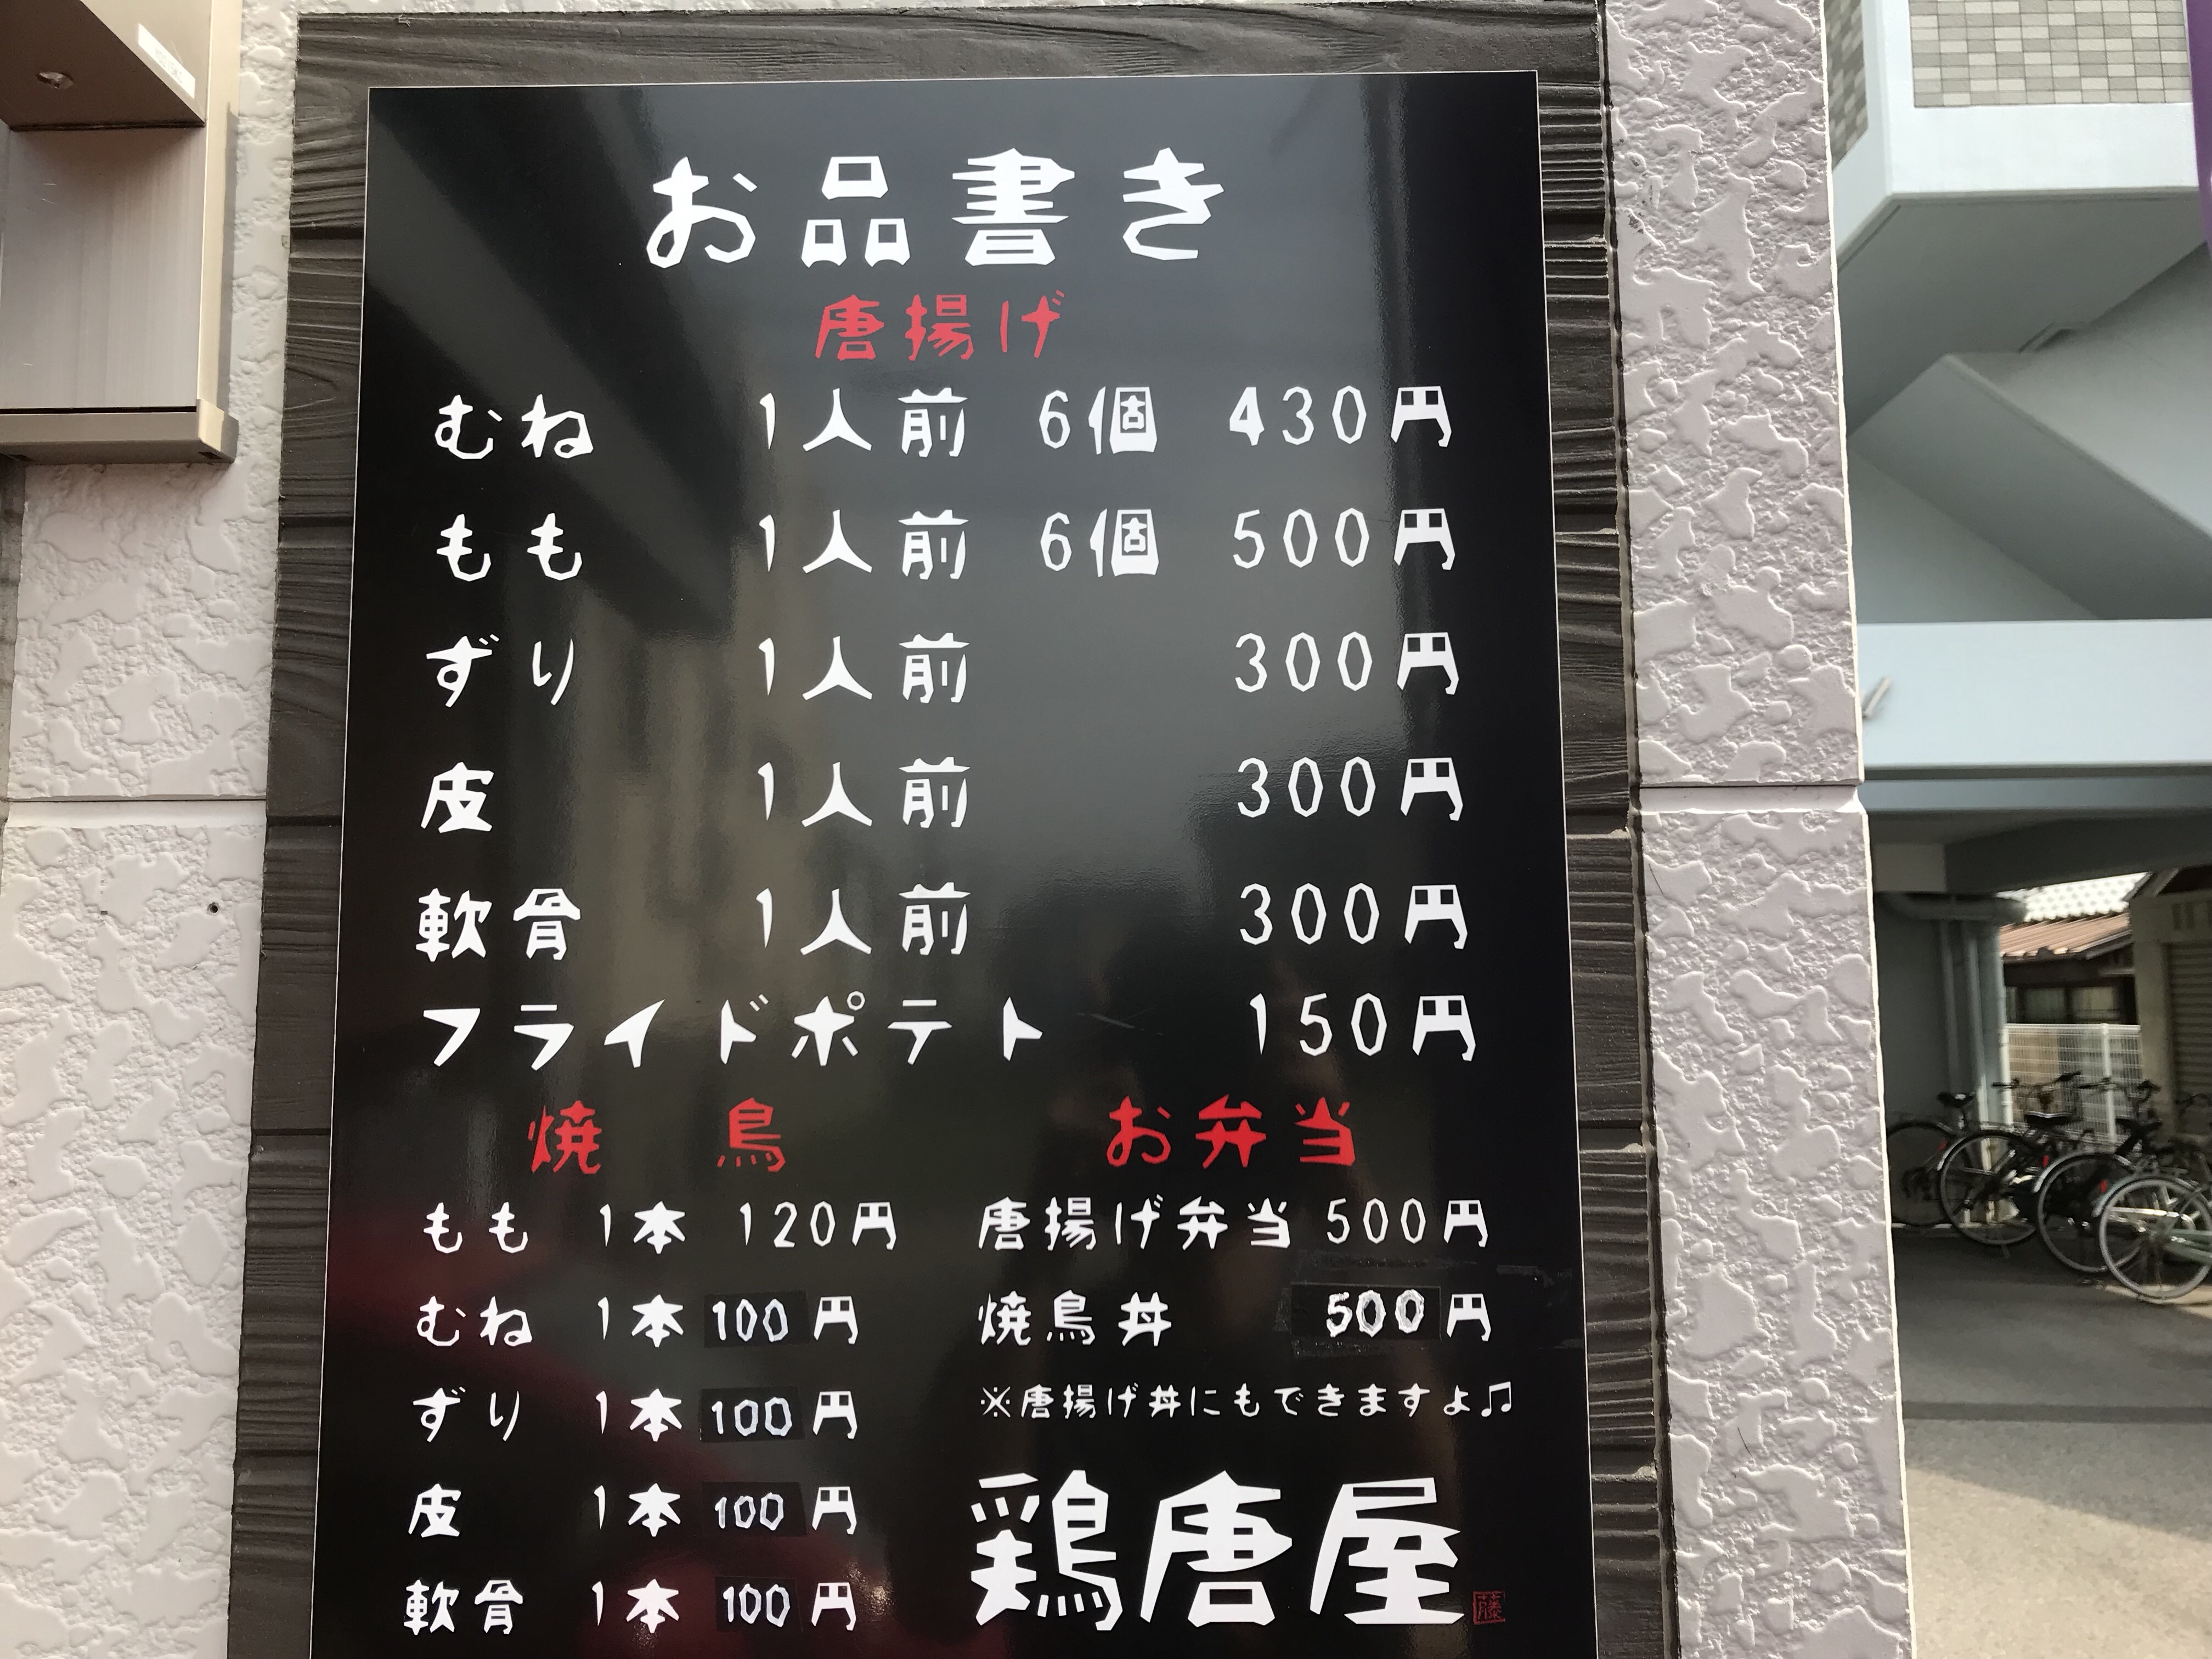 お品書き
唐揚げ
むね 1人前 6個 430円
もも 1人前 6個 500円
ずり 1人前 300円
皮 1人前 300円
軟骨 1人前 300円
フライドポテト 150円
焼鳥
もも 1本 120円
むね 1本 100円
ずり 1本 100円
皮 1本 100円
軟骨 1本 100円
お弁当
唐揚げ弁当 500円
焼鳥丼 500円
※唐揚げ丼にもできますよ♫
鶏唐屋
藤